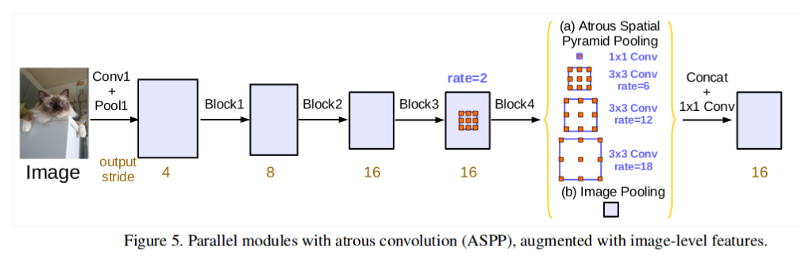 (a) Atrous Spatial
Pyramid Pooling
1x1 Conv
3x3 Conv
rate=6
3x3 Conv
rate=12
3x3 Conv
rate=18
(b) Image Pooling
Conv1
+
Pool1
Block1
Block2
Block3
rate=2
Block4
Concat
+
1x1 Conv
Image
output
stride
4
8
16
16
16
Figure 5. Parallel modules with atrous convolution (ASPP), augmented with image-level features.